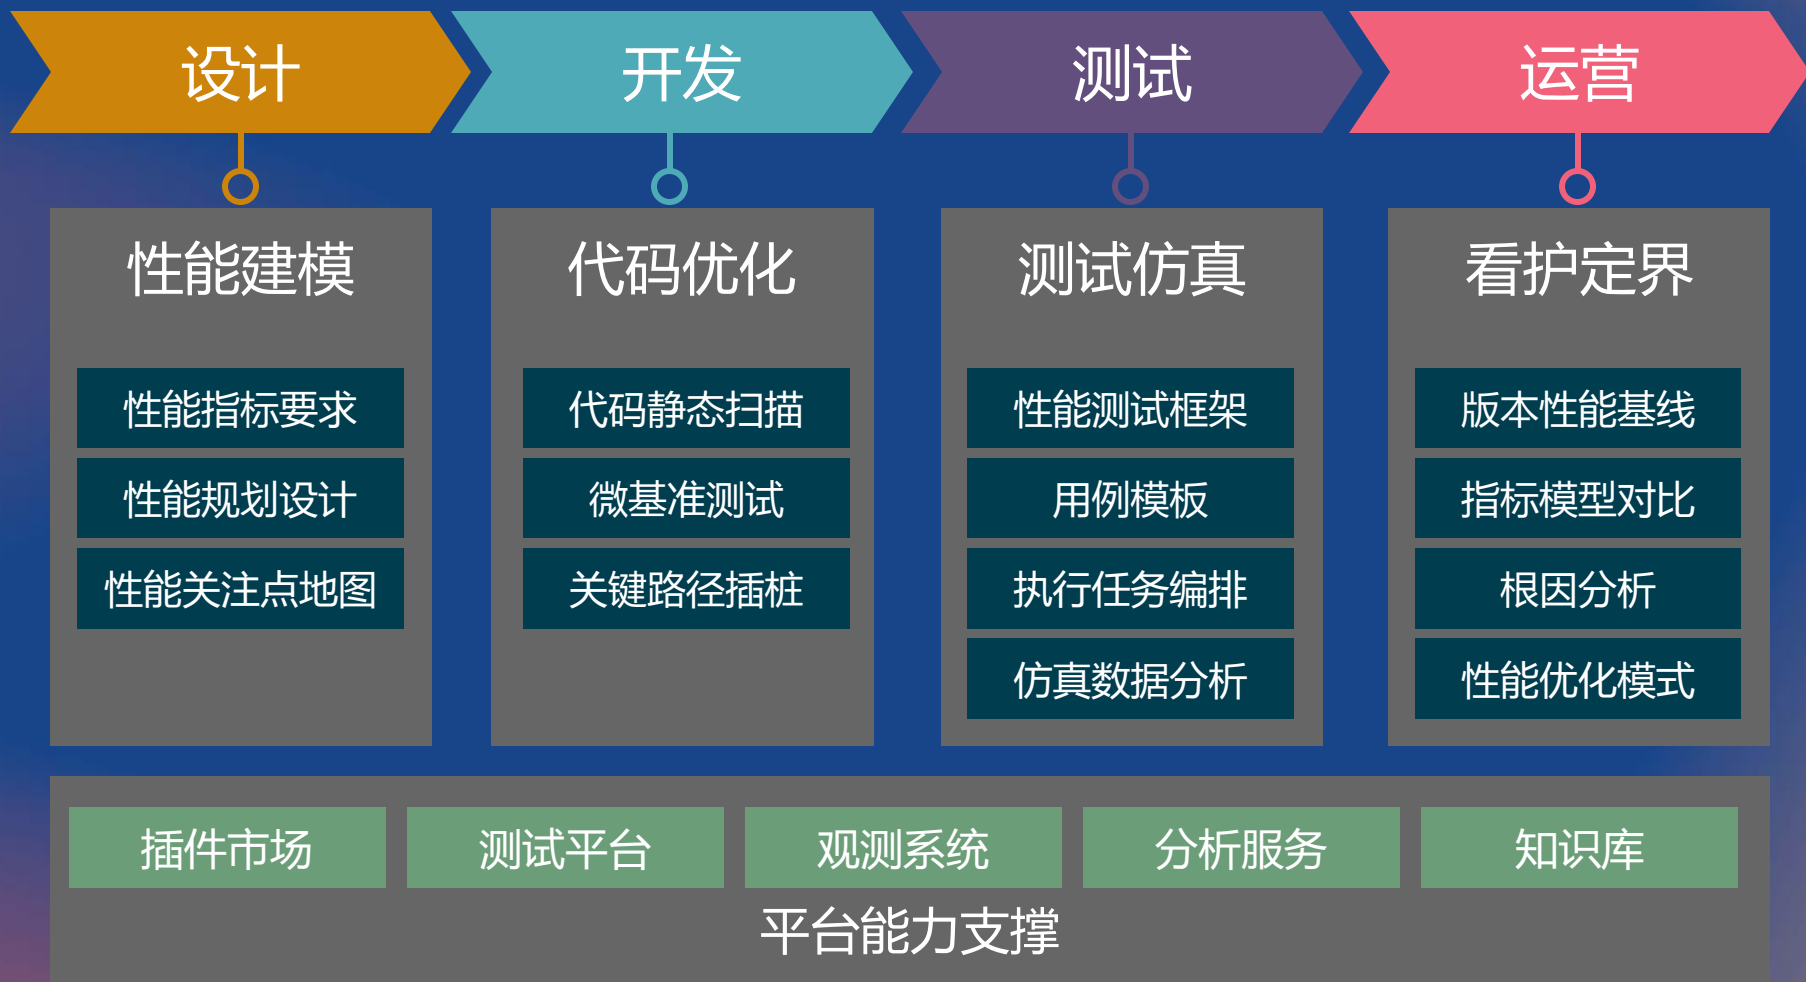 设计
开发
测试
运营
性能建模
性能指标要求
性能规划设计
性能关注点地图
代码优化
代码静态扫描
微基准测试
关键路径插桩
测试仿真
性能测试框架
用例模板
执行任务编排
仿真数据分析
看护定界
版本性能基线
指标模型对比
根因分析
性能优化模式
插件市场
测试平台
观测系统
分析服务
知识库
平台能力支撑